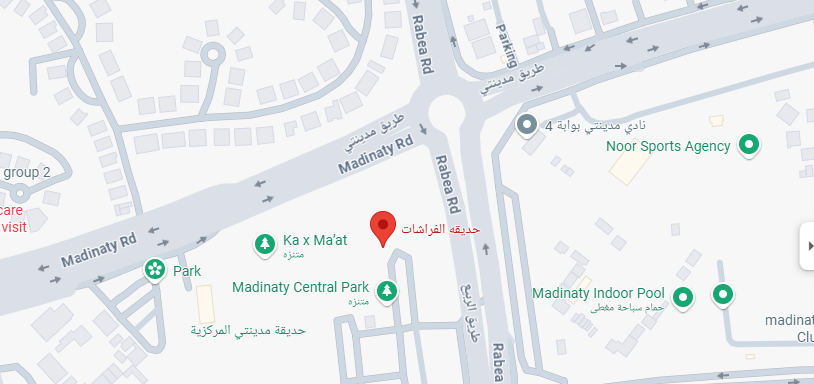 Rabea Rd
Parking
طريق مدينتي
طريق مدينتي
Madinaty Rd
نادي مدينتي بوابة 4
Noor Sports Agency
group 2
care
visit
Rabea Rd
حديقه الفراشات
Ka x Ma'at
متنزه
Madinaty Rd
Park
Madinaty Central Park
متنزه
حديقة مدينتي المركزية
طريق الربيع
Madinaty Indoor Pool
حمام سباحة مغطى
madinat
Clu
Rabea